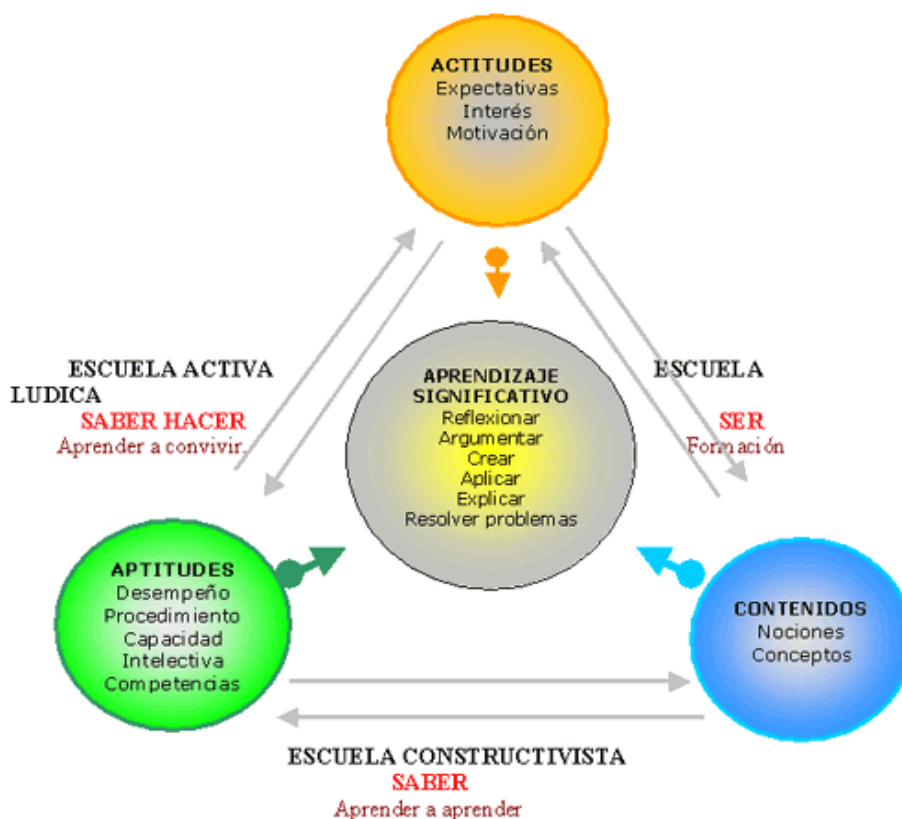 ACTITUDES
Expectativas
Interés
Motivación
ESCUELA ACTIVA
LUDICA
SABER HACER
Aprender a convivir.
APRENDIZAJE
SIGNIFICATIVO
Reflexionar
Argumentar
Crear
Aplicar
Explicar
Resolver problemas
ESCUELA
SER
Formación
APTITUDES
Desempeño
Procedimiento
Capacidad
Intelectiva
Competencias
CONTENIDOS
Nociones
Conceptos
ESCUELA CONSTRUCTIVISTA
SABER
Aprender a aprender